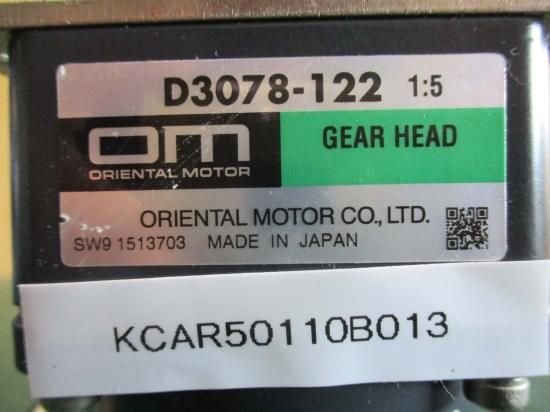 D3078-122 1:5
om
ORIENTAL MOTOR
GEAR HEAD
ORIENTAL MOTOR CO., LTD.
SW9 1513703 MADE IN JAPAN
KCAR50110B013